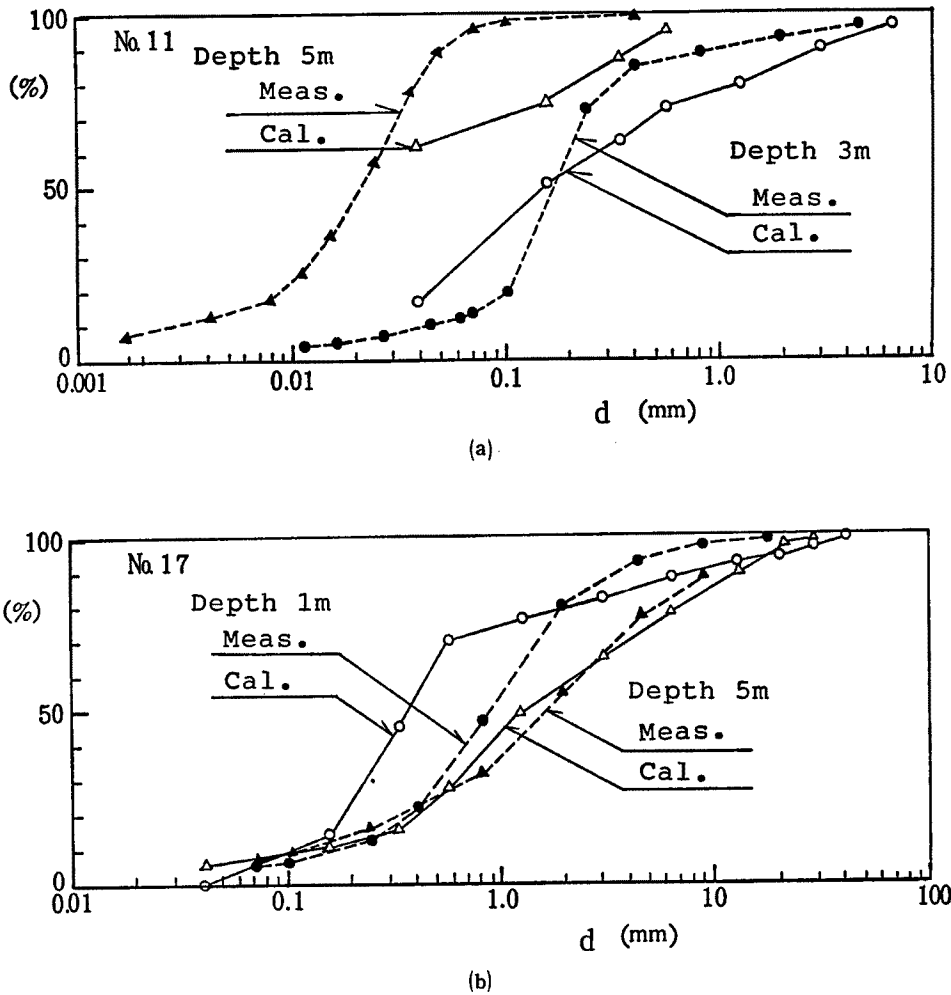 100
No. 11
Depth 5m
(%)
Meas.
Cal.
Depth 3m
50
Meas.
Cal.
0
0.001
0.01
0.1
1.0
10
d (mm)
(a)
100
No. 17
(%)
Depth 1m
Meas.
Cal.
Depth 5m
50
Meas.
Cal.
0
0.01
0.1
1.0
10
100
d (mm)
(b)